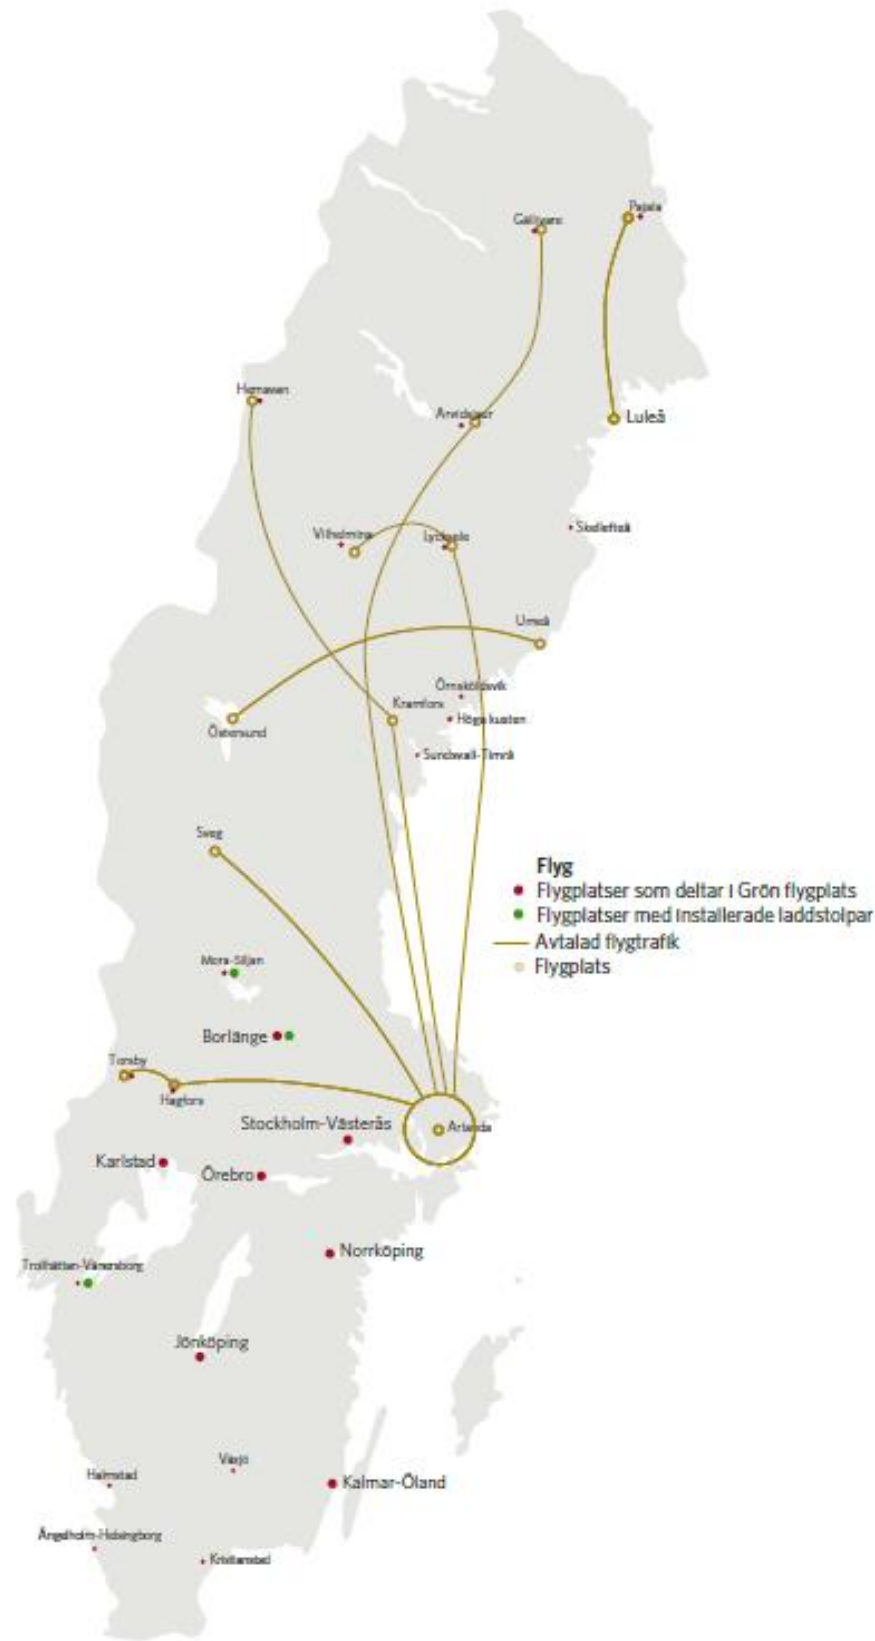 Pajala
Gällivare
Hemavan
Arvidsjaur
Luleå
Skellefteå
Vilhelmina
Lycksele
Umeå
Örnsköldsvik
Kramfors
Höga kusten
Östersund
Sundsvall-Timrå
Sveg
Flyg
Flygplatser som deltar i Grön flygplats
Flygplatser med installerade laddstolpar
Avtalad flygtrafik
Flygplats
Mora-Siljan
Borlänge
Torsby
Hagfors
Stockholm-Västerås
Arlanda
Karlstad
Örebro
Norrköping
Trollhättan-Vänersborg
Jönköping
Växjö
Halmstad
Kalmar-Öland
Ängelholm-Helsingborg
Kristianstad